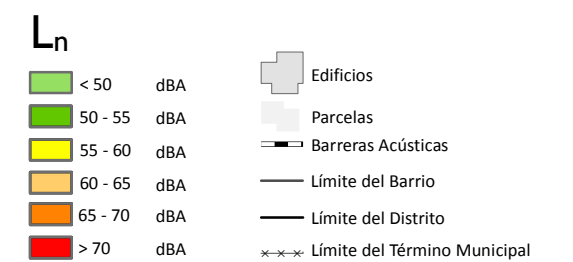 Ln
< 50 dBA
50 - 55 dBA
55 - 60 dBA
60 - 65 dBA
65 - 70 dBA
> 70 dBA
Edificios
Parcelas
Barreras Acústicas
Límite del Barrio
Límite del Distrito
Límite del Término Municipal